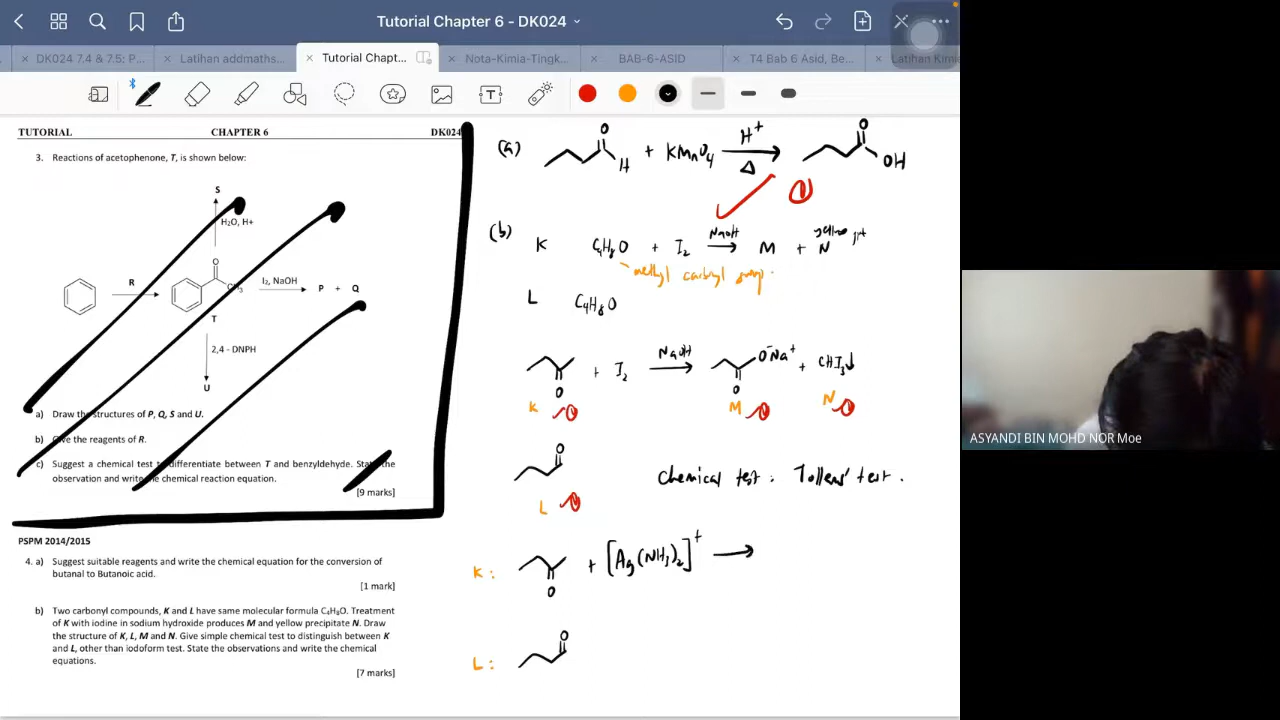 Tutorial Chapter 6 - DK024
DK024 7.4 & 7.5: P...
Latihan addmaths...
Tutorial Chapt...
Nota-Kimia-Tingk...
BAB-6-ASID
T4 Bab 6 Asid, Be...
Latihan Kimi
TUTORIAL CHAPTER 6 DK024
3. Reactions of acetophenone, T, is shown below:
S
H2O, H+
R
O
CH3
I2, NaOH
P + Q
T
2,4 - DNPH
U
a) Draw the structures of P, Q, S and U.
b) Give the reagents of R.
c) Suggest a chemical test to differentiate between T and benzyldehyde. State the
observation and write the chemical reaction equation.
[9 marks]
PSPM 2014/2015
4. a) Suggest suitable reagents and write the chemical equation for the conversion of
butanal to Butanoic acid.
[1 mark]
b) Two carbonyl compounds, K and L have same molecular formula C4H8O. Treatment
of K with iodine in sodium hydroxide produces M and yellow precipitate N. Draw
the structure of K, L, M and N. Give simple chemical test to distinguish between K
and L, other than iodoform test. State the observations and write the chemical
equations.
[7 marks]
(a) O H + KMnO4 H+ Δ O OH
1
(b) K C4H8O + I2 NaOH M + N yellow ppt
methyl carbonyl group.
L C4H8O
O + I2 NaOH O O-Na+ + CHI3↓
K 1 M 1 N 1
O
L 1
Chemical test : Tollens' test.
K: O + [Ag(NH3)2]+
L: O
ASYANDI BIN MOHD NOR Moe